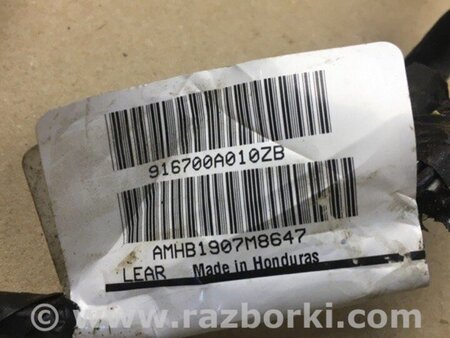 916700A010ZB
AMHB1907M8647
LEAR Made in Honduras
© www.razborki.com